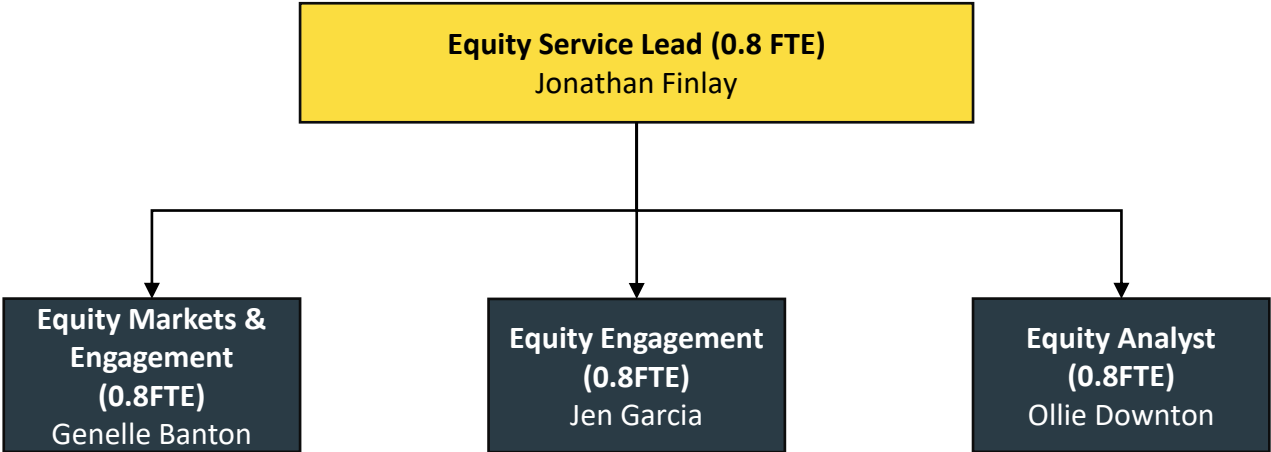 Equity Service Lead (0.8 FTE)
Jonathan Finlay
Equity Markets &
Engagement
(0.8FTE)
Genelle Banton
Equity Engagement
(0.8FTE)
Jen Garcia
Equity Analyst
(0.8FTE)
Ollie Downton